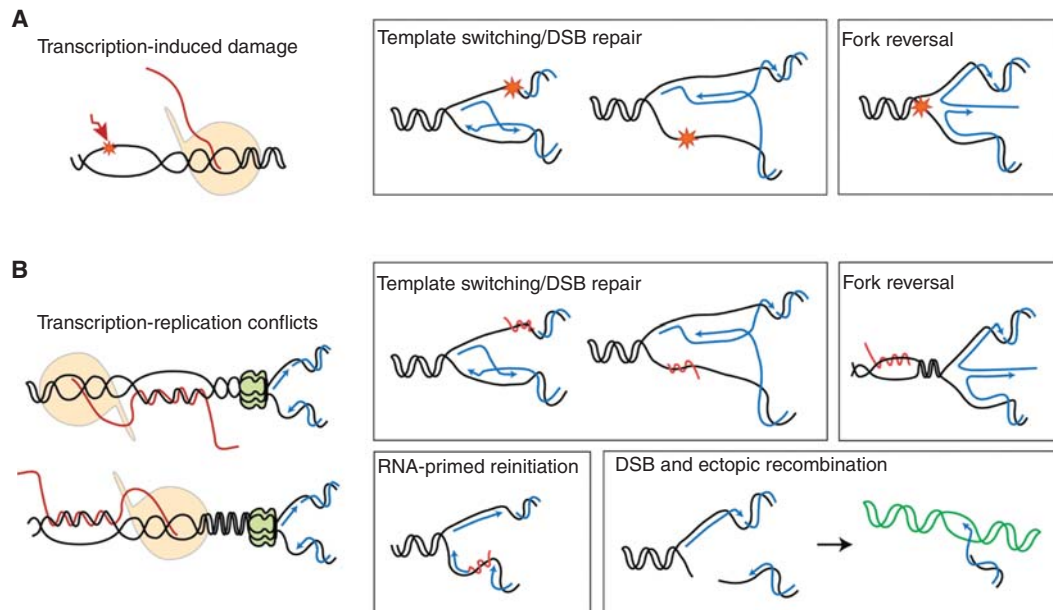 A
Transcription-induced damage
Template switching/DSB repair
Fork reversal
B
Transcription-replication conflicts
Template switching/DSB repair
Fork reversal
RNA-primed reinitiation
DSB and ectopic recombination